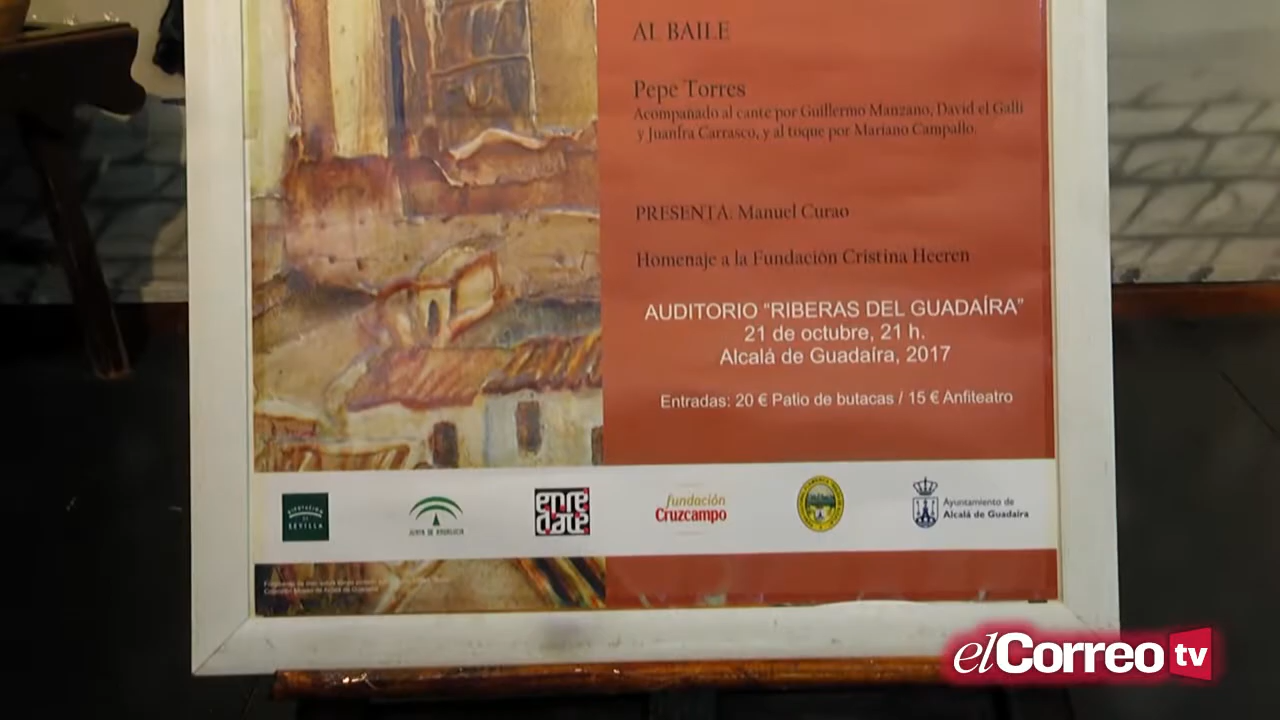 AL BAILE
Pepe Torres
Acompañado al cante por Guillermo Manzano, David el Galli
y Juanfra Carrasco, y al toque por Mariano Campallo.
PRESENTA: Manuel Curao
Homenaje a la Fundación Cristina Heeren
AUDITORIO “RIBERAS DEL GUADAÍRA”
21 de octubre, 21 h.
Alcalá de Guadaíra, 2017
Entradas: 20 € Patio de butacas / 15 € Anfiteatro
DIPUTACIÓN
DE
SEVILLA
JUNTA DE ANDALUCIA
enre
date
fundación
Cruzcampo
Ayuntamiento de
Alcalá de Guadaíra
elCorreo tv